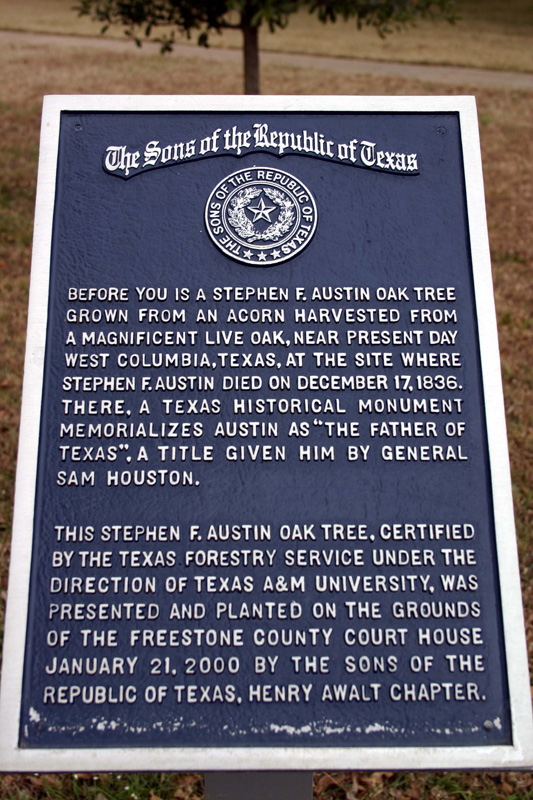 The Sons of the Republic of Texas
THE SONS OF THE REPUBLIC OF TEXAS
BEFORE YOU IS A STEPHEN F. AUSTIN OAK TREE
GROWN FROM AN ACORN HARVESTED FROM
A MAGNIFICENT LIVE OAK, NEAR PRESENT DAY
WEST COLUMBIA, TEXAS, AT THE SITE WHERE
STEPHEN F. AUSTIN DIED ON DECEMBER 17, 1836.
THERE, A TEXAS HISTORICAL MONUMENT
MEMORIALIZES AUSTIN AS "THE FATHER OF
TEXAS", A TITLE GIVEN HIM BY GENERAL
SAM HOUSTON.
THIS STEPHEN F. AUSTIN OAK TREE, CERTIFIED
BY THE TEXAS FORESTRY SERVICE UNDER THE
DIRECTION OF TEXAS A&M UNIVERSITY, WAS
PRESENTED AND PLANTED ON THE GROUNDS
OF THE FREESTONE COUNTY COURT HOUSE
JANUARY 21, 2000 BY THE SONS OF THE
REPUBLIC OF TEXAS, HENRY AWALT CHAPTER.